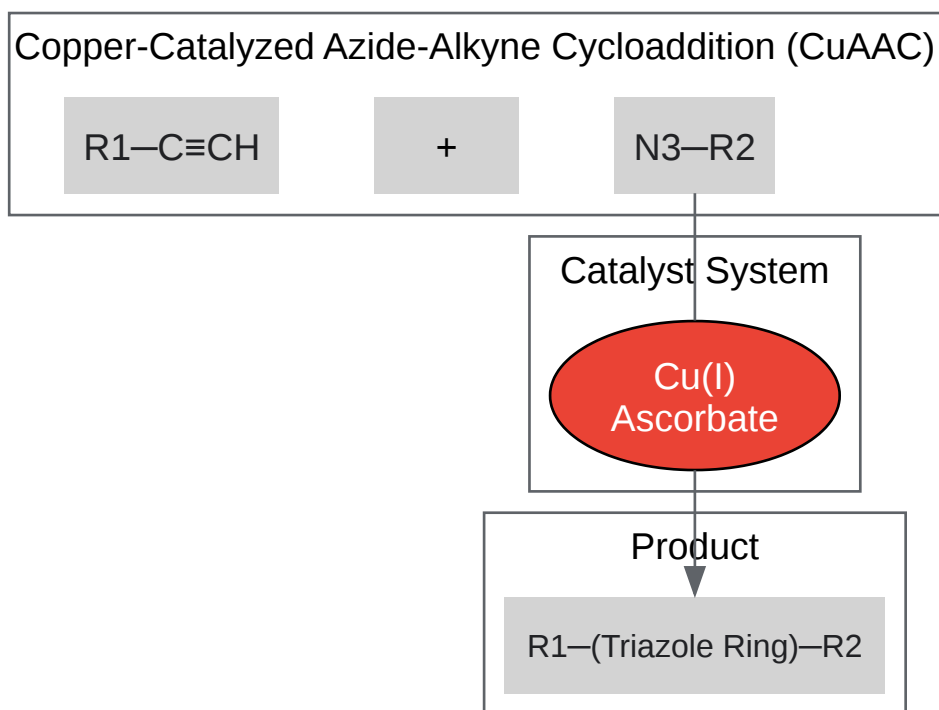 Copper-Catalyzed Azide-Alkyne Cycloaddition (CuAAC)
R1─C≡CH
+
N3─R2
Catalyst System
Cu(I)
Ascorbate
Product
R1─(Triazole Ring)─R2